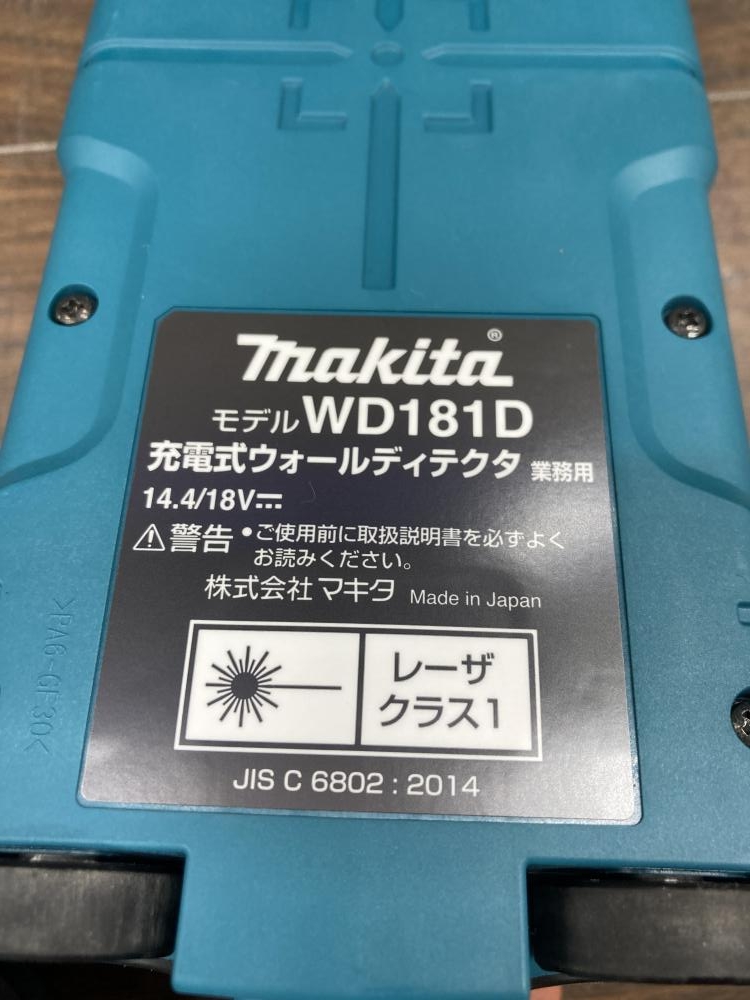 makita®
モデル WD181D
充電式ウォールディテクタ 業務用
14.4/18V⎓
⚠警告 •ご使用前に取扱説明書を必ずよく
お読みください。
株式会社 マキタ Made in Japan
レーザ
クラス1
JIS C 6802 : 2014
>PA6-GF30<